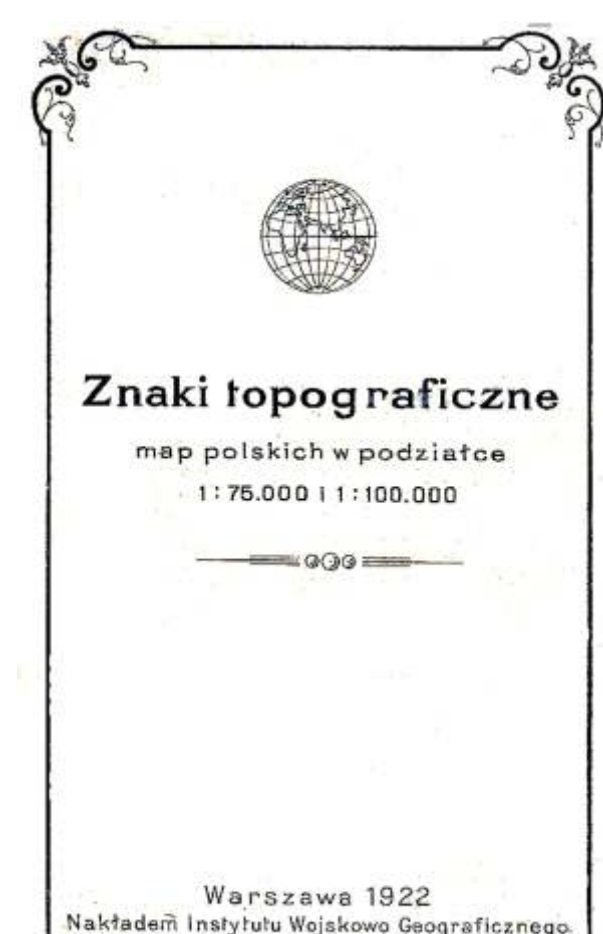 Znaki topograficzne
map polskich w podziałce
1:75.000 i 1:100.000
Warszawa 1922
Nakładem Instytutu Wojskowo Geograficznego.